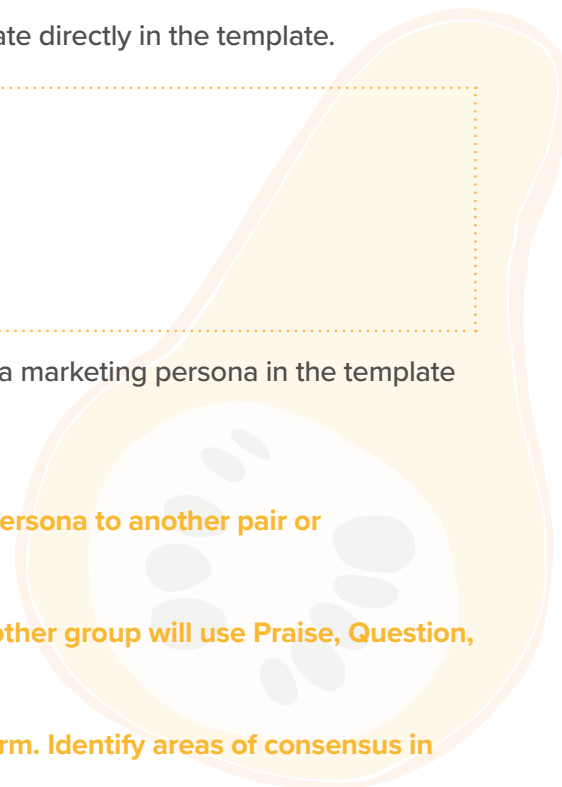 ate directly in the template.
a marketing persona in the template
ersona to another pair or
other group will use Praise, Question,
rm. Identify areas of consensus in